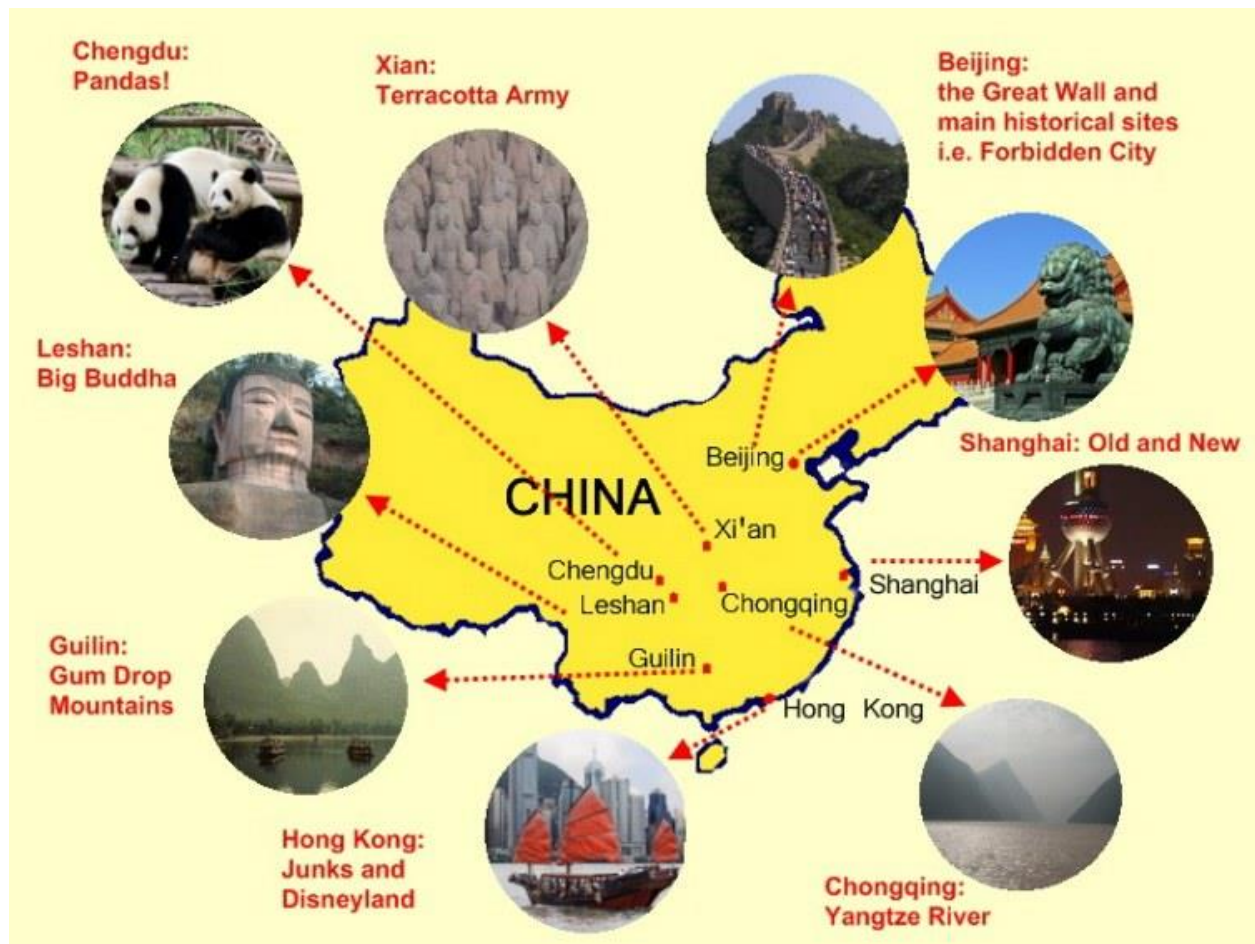 Chengdu:
Pandas!
Xian:
Terracotta Army
Beijing:
the Great Wall and
main historical sites
i.e. Forbidden City
Leshan:
Big Buddha
Shanghai: Old and New
Beijing
CHINA
Xi'an
Chengdu
Leshan
Chongqing
Shanghai
Guilin
Hong Kong
Guilin:
Gum Drop
Mountains
Hong Kong:
Junks and
Disneyland
Chongqing:
Yangtze River